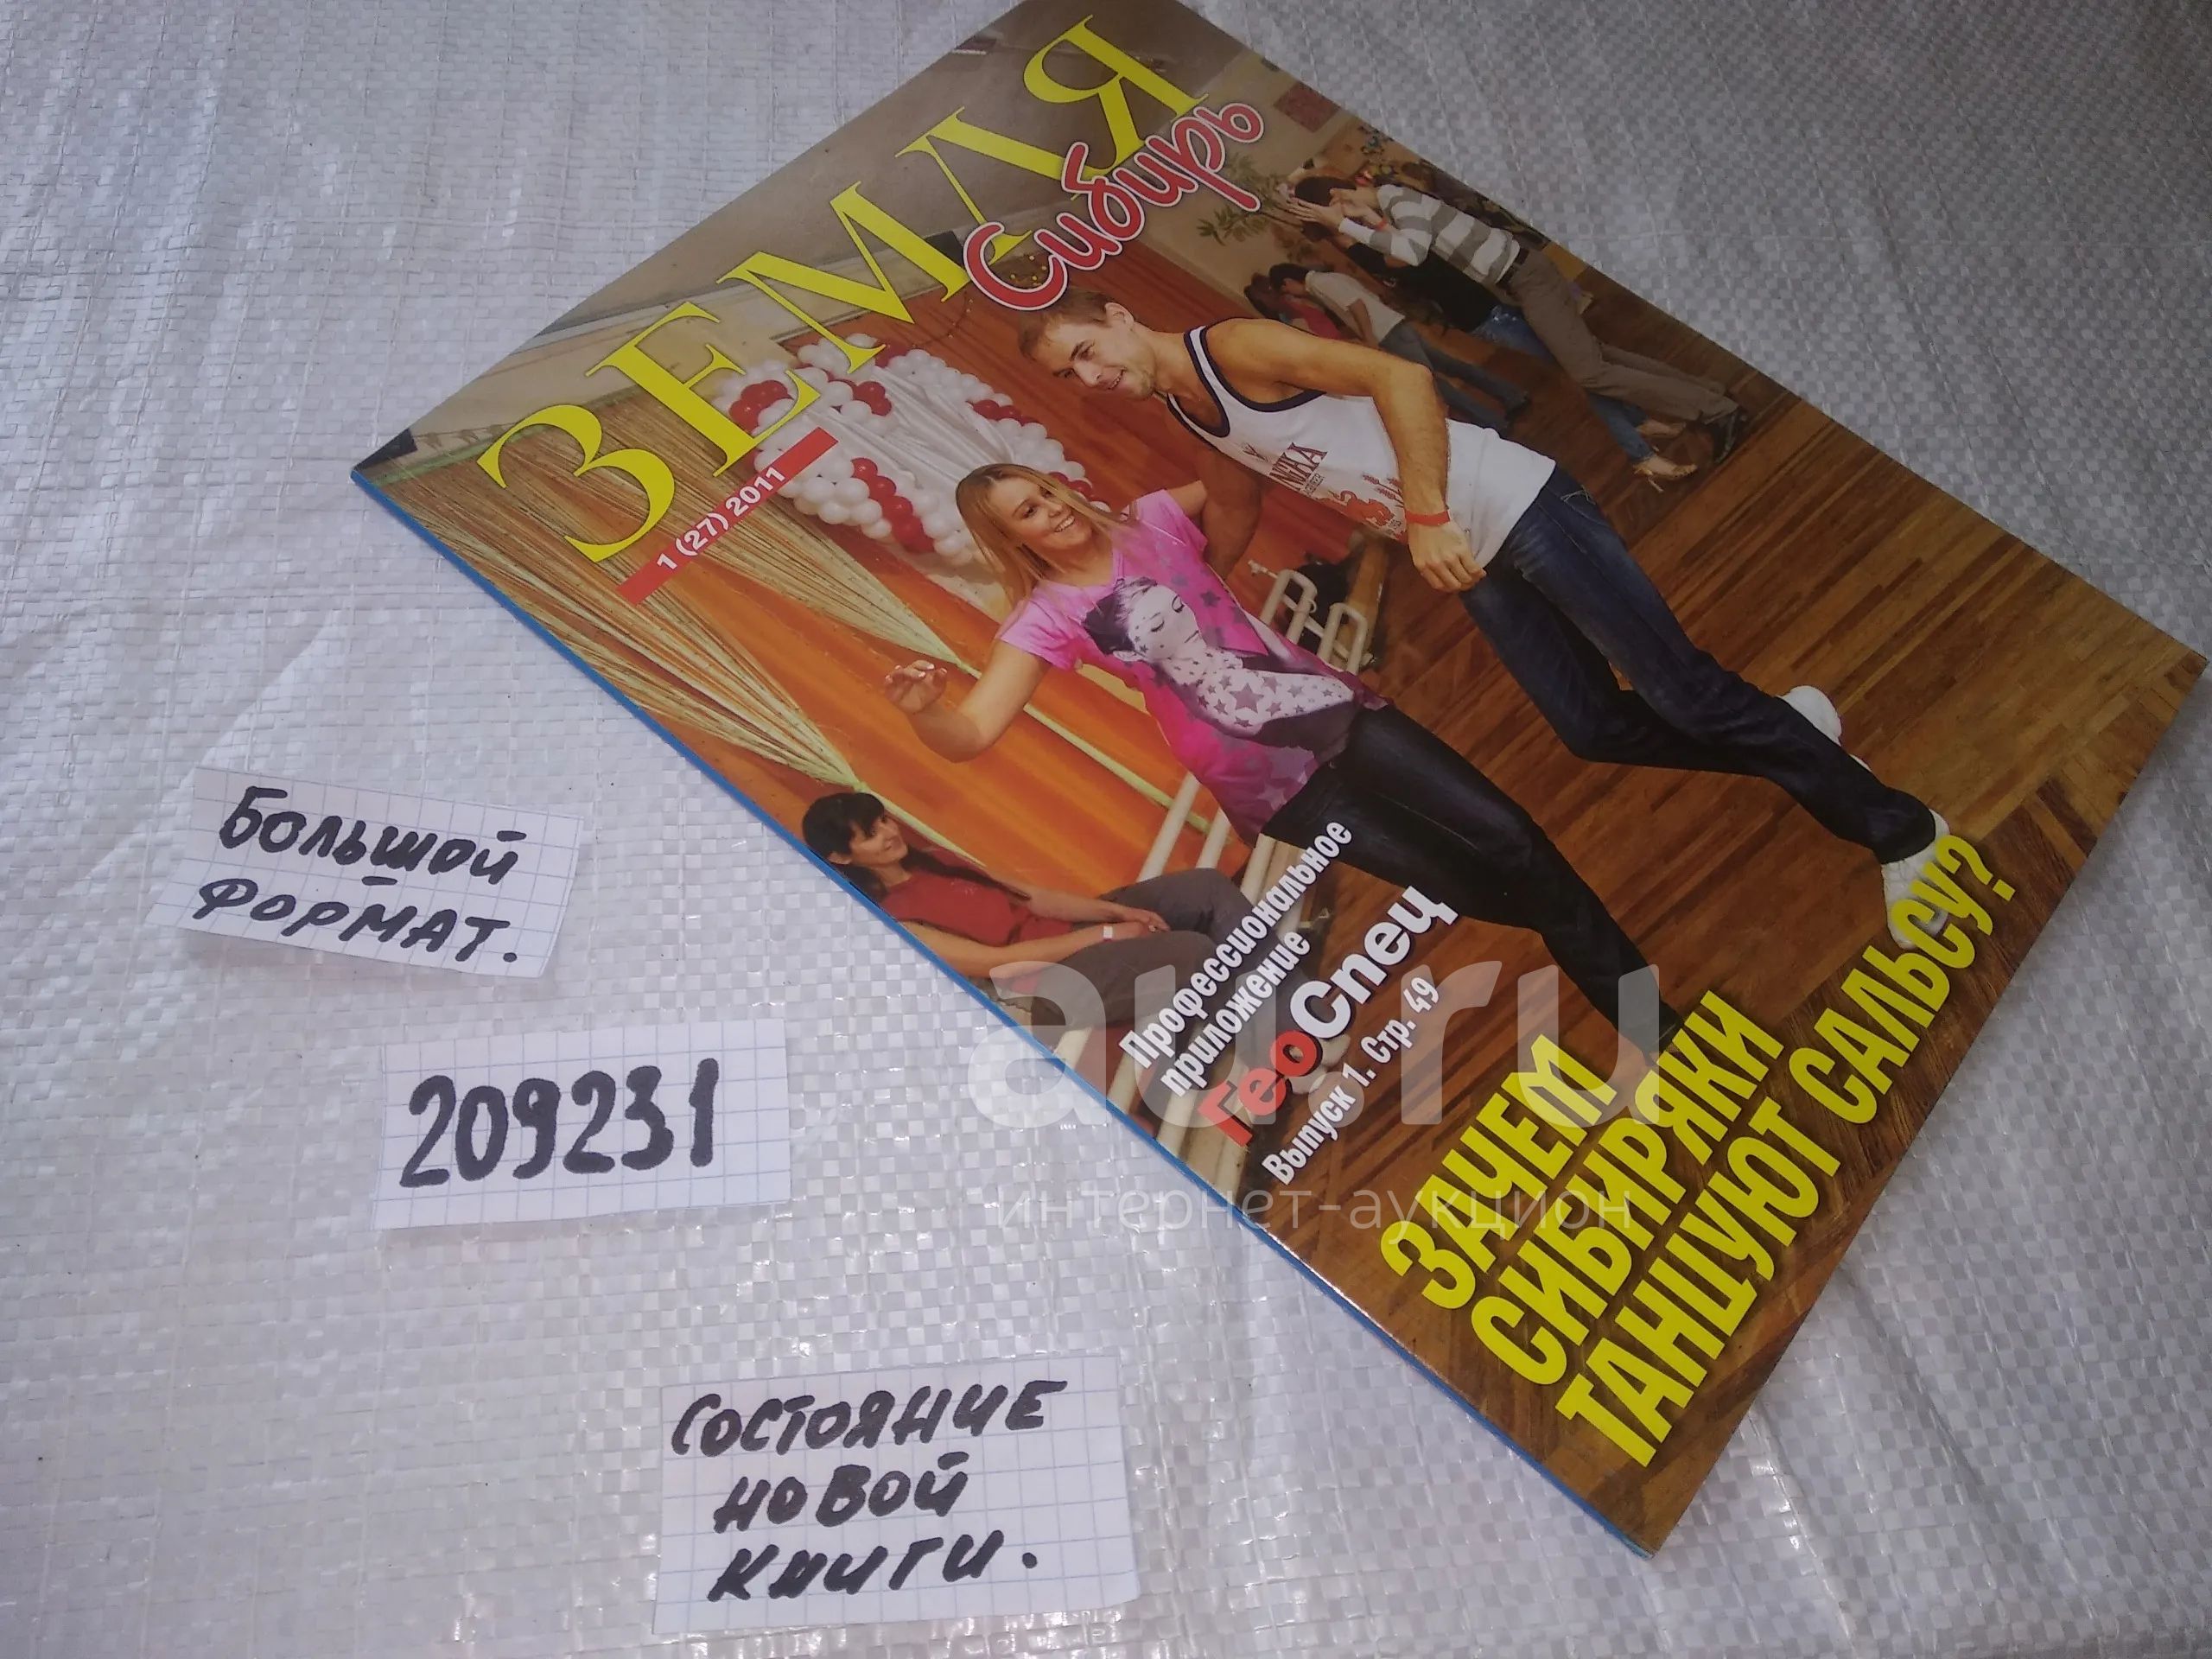 ЗЕМЛЯ
Сибирь
1 (27) 2011
Профессиональное
приложение
геоСпец
Выпуск 1. Стр. 49
ЗАЧЕМ
СИБИРЯКИ
ТАНЦУЮТ САЛЬСУ?
Большой
формат.
209231
Состояние
новой
книги.
au.ru
интернет-аукцион